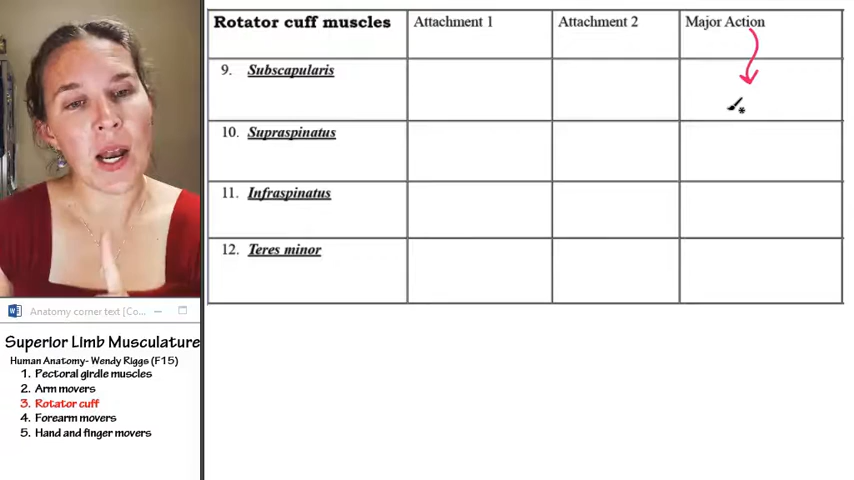 Rotator cuff muscles Attachment 1 Attachment 2 Major Action
9. Subscapularis
10. Supraspinatus
11. Infraspinatus
12. Teres minor
Anatomy corner text [Co...
Superior Limb Musculature
Human Anatomy- Wendy Riggs (F15)
1. Pectoral girdle muscles
2. Arm movers
3. Rotator cuff
4. Forearm movers
5. Hand and finger movers